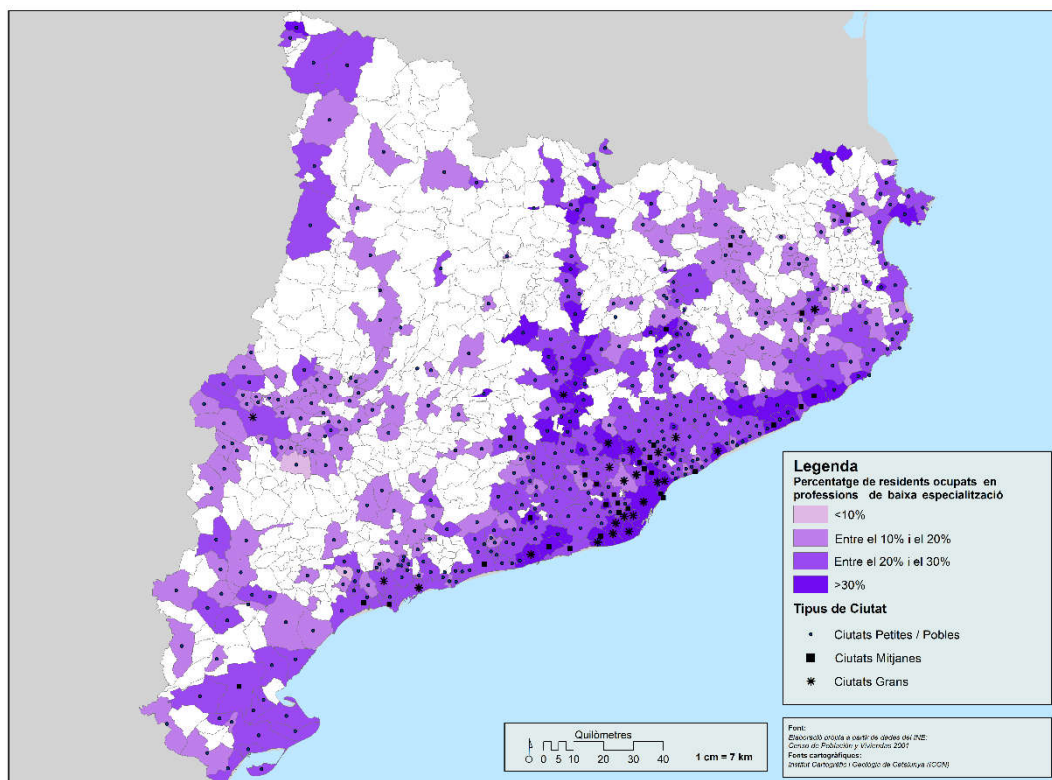 Legenda
Percentatge de residents ocupats en
professions de baixa especialització
<10%
Entre el 10% i el 20%
Entre el 20% i el 30%
>30%
Tipus de Ciutat
Ciutats Petites / Pobles
Ciutats Mitjanes
Ciutats Grans
Quilòmetres
0 5 10 20 30 40
1 cm = 7 km
Font:
Elaboració pròpia a partir de dades del INE:
Censo de Población y Viviendas 2001
Fonts cartogràfiques:
Institut Cartogràfic i Geològic de Catalunya (ICGC)